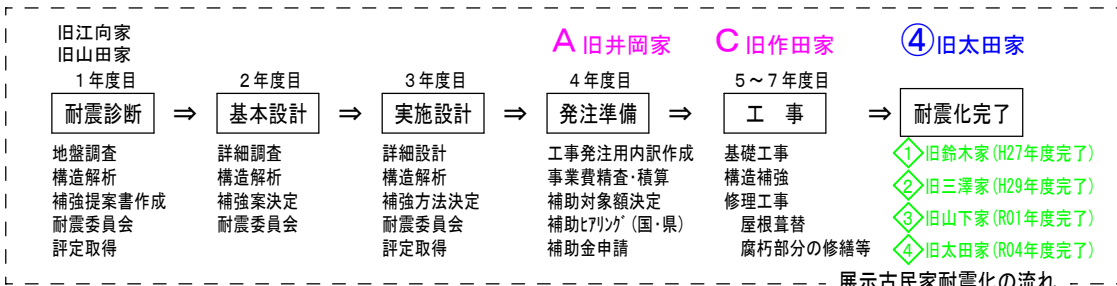 旧江向家
旧山田家
A 旧井岡家
C 旧作田家
④旧太田家
1年度目
2年度目
3年度目
4年度目
5～7年度目
耐震診断 ⇒ 基本設計 ⇒ 実施設計 ⇒ 発注準備 ⇒ 工 事 ⇒ 耐震化完了
地盤調査
構造解析
補強提案書作成
耐震委員会
評定取得
詳細調査
構造解析
補強案決定
耐震委員会
詳細設計
構造解析
補強方法決定
耐震委員会
評定取得
工事発注用内訳作成
事業費精査・積算
補助対象額決定
補助ﾋｱﾘﾝｸﾞ(国・県)
補助金申請
基礎工事
構造補強
修理工事
屋根葺替
腐朽部分の修繕等
1 旧鈴木家(H27年度完了)
2 旧三澤家(H29年度完了)
3 旧山下家(R01年度完了)
4 旧太田家(R04年度完了)
展示古民家耐震化の流れ